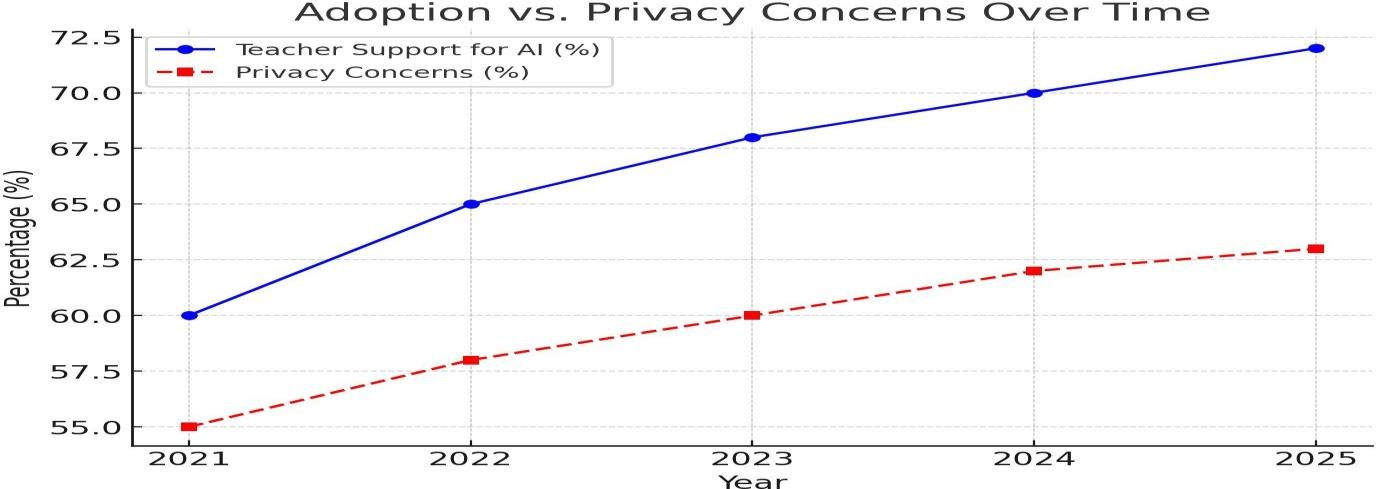 Adoption vs. Privacy Concerns Over Time
Teacher Support for AI (%)
Privacy Concerns (%)
Percentage (%)
72.5
70.0
67.5
65.0
62.5
60.0
57.5
55.0
2021 2022 2023 2024 2025
Year